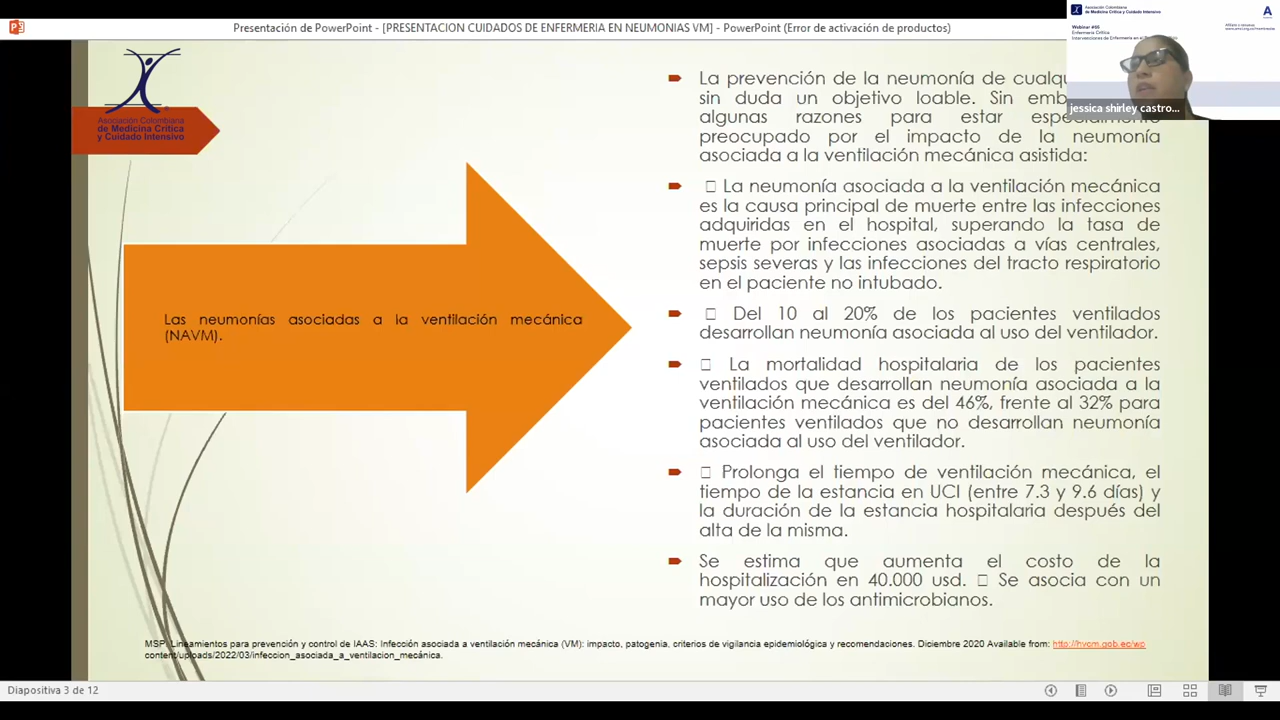 Presentación de PowerPoint - [PRESENTACION CUIDADOS DE ENFERMERIA EN NEUMONIAS VM] - PowerPoint (Error de activación de productos)
Asociación Colombiana
de Medicina Crítica y Cuidado Intensivo
Webinar #65
Enfermería Crítica
jessica shirley castro...
Asociación Colombiana
de Medicina Crítica
y Cuidado Intensivo
Las neumonías asociadas a la ventilación mecánica
(NAVM).
La prevención de la neumonía de
sin duda un objetivo loable. Sin
algunas razones para estar especialmente
preocupado por el impacto de la neumonía
asociada a la ventilación mecánica asistida:
La neumonía asociada a la ventilación mecánica
es la causa principal de muerte entre las infecciones
adquiridas en el hospital, superando la tasa de
muerte por infecciones asociadas a vías centrales,
sepsis severas y las infecciones del tracto respiratorio
en el paciente no intubado.
Del 10 al 20% de los pacientes ventilados
desarrollan neumonía asociada al uso del ventilador.
La mortalidad hospitalaria de los pacientes
ventilados que desarrollan neumonía asociada a la
ventilación mecánica es del 46%, frente al 32% para
pacientes ventilados que no desarrollan neumonía
asociada al uso del ventilador.
Prolonga el tiempo de ventilación mecánica, el
tiempo de la estancia en UCI (entre 7.3 y 9.6 días) y
la duración de la estancia hospitalaria después del
alta de la misma.
Se estima que aumenta el costo de la
hospitalización en 40.000 usd. Se asocia con un
mayor uso de los antimicrobianos.
MSP: Lineamientos para prevención y control de IAAS: Infección asociada a ventilación mecánica (VM): impacto, patogenia, criterios de vigilancia epidemiológica y recomendaciones. Diciembre 2020 Available from: http://hvcm.gob.ec/wp
content/uploads/2022/03/infeccion_asociada_a_ventilacion_mecánica.
Diapositiva 3 de 12